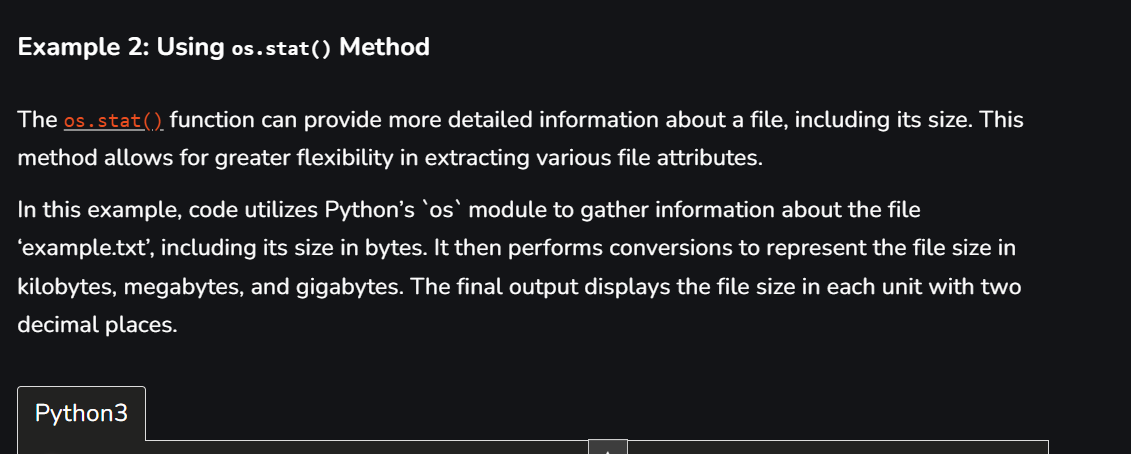 Example 2: Using os.stat() Method
The os.stat() function can provide more detailed information about a file, including its size. This
method allows for greater flexibility in extracting various file attributes.
In this example, code utilizes Python’s `os` module to gather information about the file
‘example.txt’, including its size in bytes. It then performs conversions to represent the file size in
kilobytes, megabytes, and gigabytes. The final output displays the file size in each unit with two
decimal places.
Python3